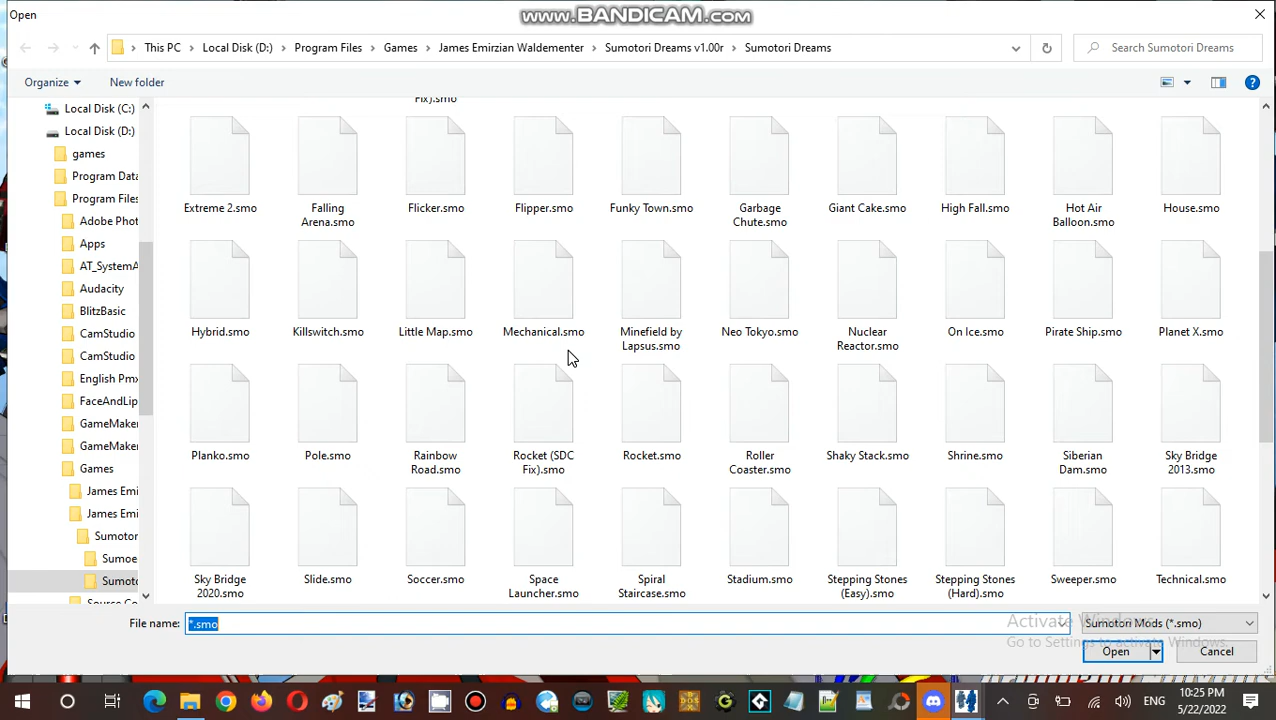 Open
www.BANDICAM.com
This PC > Local Disk (D:) > Program Files > Games > James Emirzian Waldementer > Sumotori Dreams v1.00r > Sumotori Dreams
Search Sumotori Dreams
Organize
New folder
Local Disk (C:)
Local Disk (D:)
games
Program Data
Program Files
Adobe Phot
Apps
AT_SystemA
Audacity
BlitzBasic
CamStudio
CamStudio
English Pmx
FaceAndLip
GameMaker
GameMaker
Games
James Emi
James Emi
Sumotor
Sumoe
Sumoto
Source Co
Fix).smo
Extreme 2.smo
Falling
Arena.smo
Flicker.smo
Flipper.smo
Funky Town.smo
Garbage
Chute.smo
Giant Cake.smo
High Fall.smo
Hot Air
Balloon.smo
House.smo
Hybrid.smo
Killswitch.smo
Little Map.smo
Mechanical.smo
Minefield by
Lapsus.smo
Neo Tokyo.smo
Nuclear
Reactor.smo
On Ice.smo
Pirate Ship.smo
Planet X.smo
Planko.smo
Pole.smo
Rainbow
Road.smo
Rocket (SDC
Fix).smo
Rocket.smo
Roller
Coaster.smo
Shaky Stack.smo
Shrine.smo
Siberian
Dam.smo
Sky Bridge
2013.smo
Sky Bridge
2020.smo
Slide.smo
Soccer.smo
Space
Launcher.smo
Spiral
Staircase.smo
Stadium.smo
Stepping Stones
(Easy).smo
Stepping Stones
(Hard).smo
Sweeper.smo
Technical.smo
File name:
*.smo
Sumotori Mods (*.smo)
Activate Windows
Go to Settings to activate Windows.
Open
Cancel
ENG
10:25 PM
5/22/2022